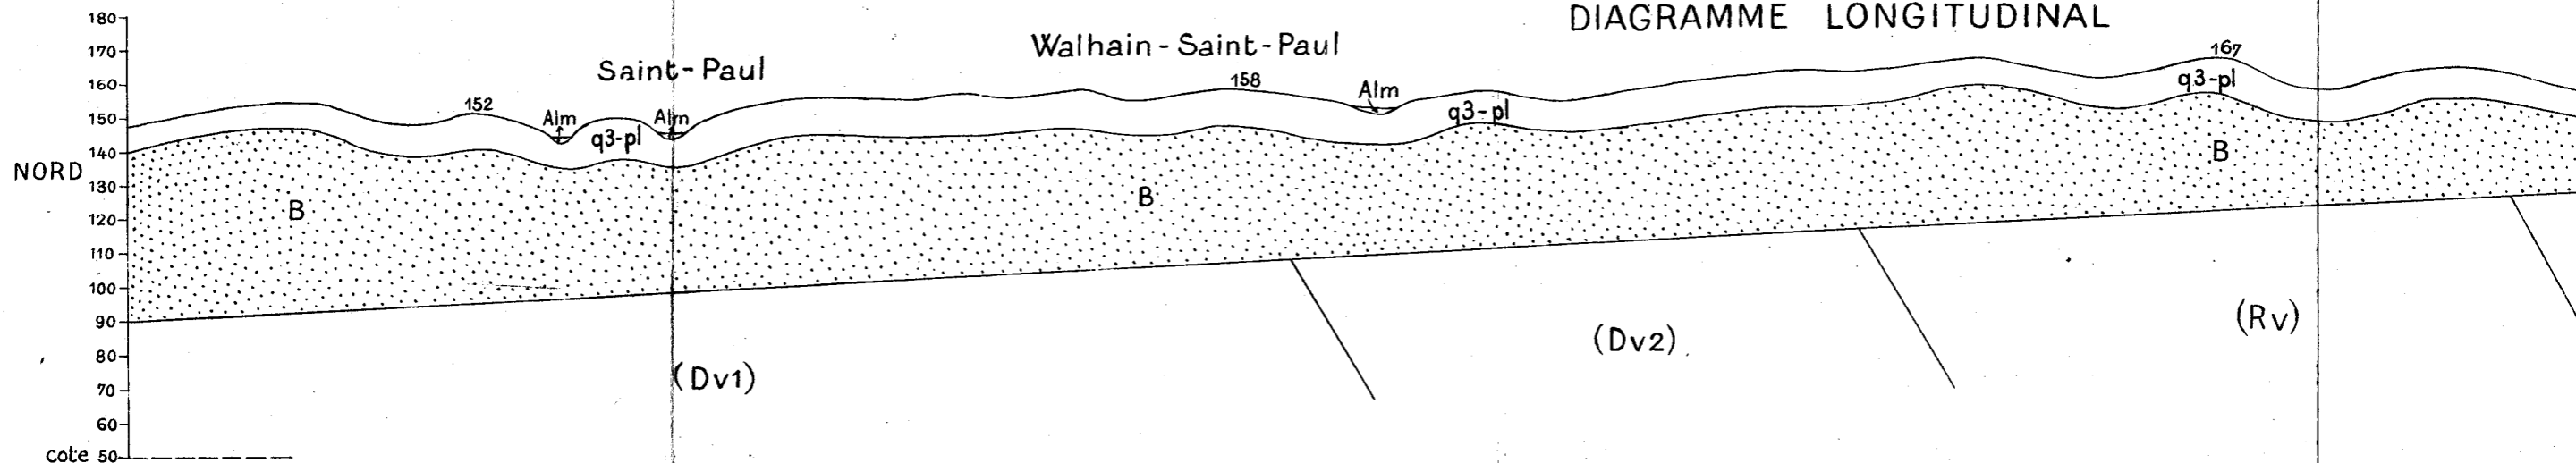 DIAGRAMME LONGITUDINAL
Walhain-Saint-Paul
Saint-Paul
180
170
160
150
140
130
120
110
100
90
80
70
60
cote 50
NORD
152
158
167
Alm
Alm
Alm
q3-pl
q3-pl
q3-pl
B
B
B
(Dv1)
(Dv2)
(Rv)